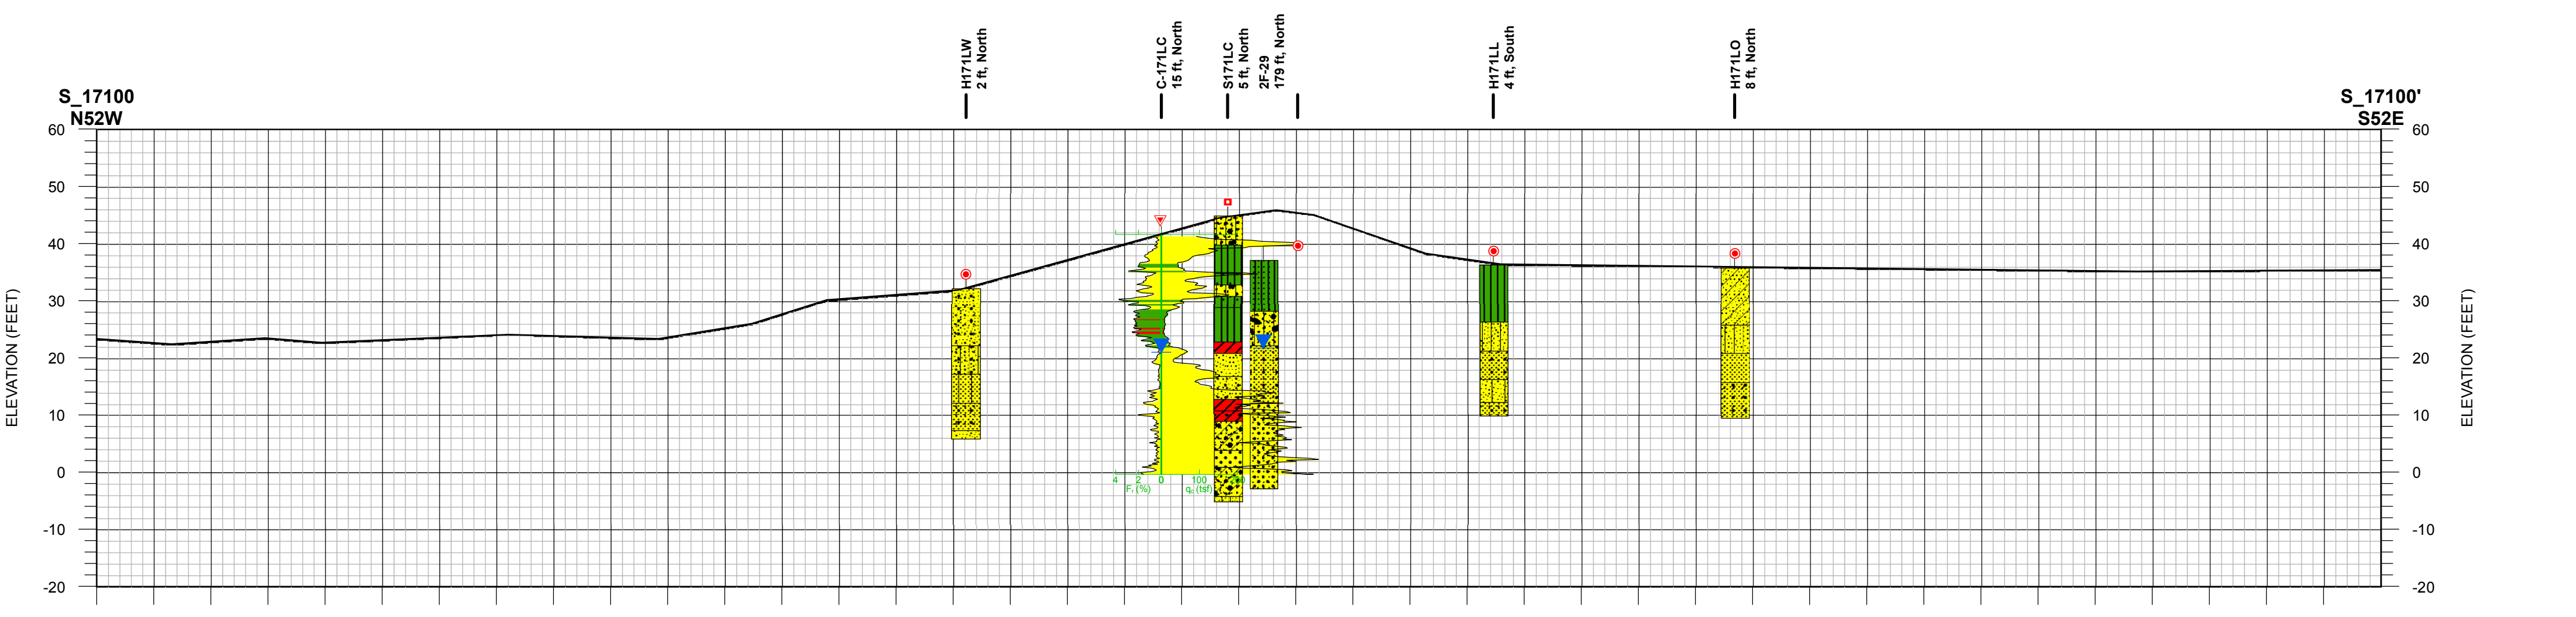 H171LW
2 ft, North
C-171LC
15 ft, North
S171LC
5 ft, North
2F-29
179 ft, North
H171LL
4 ft, South
H171LO
8 ft, North
S_17100
N52W
S_17100'
S52E
60
50
40
30
20
10
0
-10
-20
ELEVATION (FEET)
60
50
40
30
20
10
0
-10
-20
ELEVATION (FEET)
4 2 0 100
Fr (%) qc (tsf)